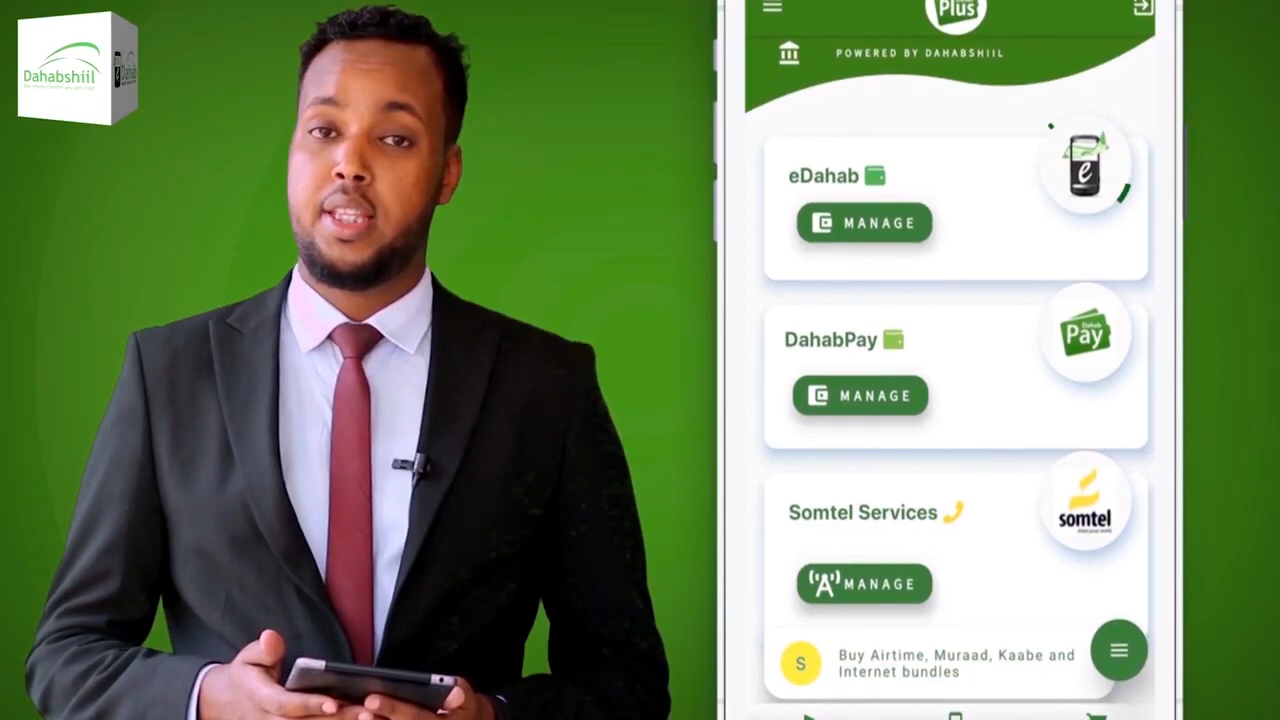 Dahabshiil
Plus
POWERED BY DAHABSHIIL
eDahab
e
MANAGE
DahabPay
Dahab
Pay
MANAGE
Somtel Services
somtel
MANAGE
S
Buy Airtime, Muraad, Kaabe and
Internet bundles